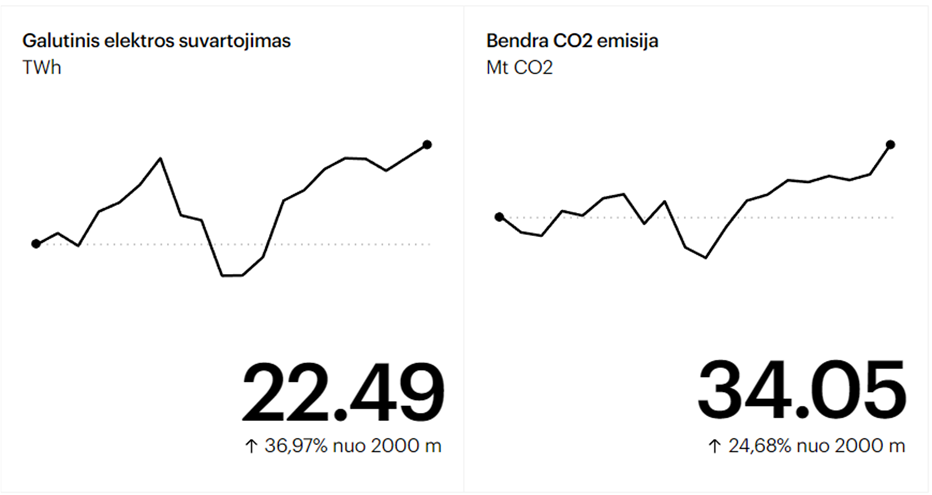 Galutinis elektros suvartojimas
TWh
22.49
↑ 36,97% nuo 2000 m
Bendra CO2 emisija
Mt CO2
34.05
↑ 24,68% nuo 2000 m